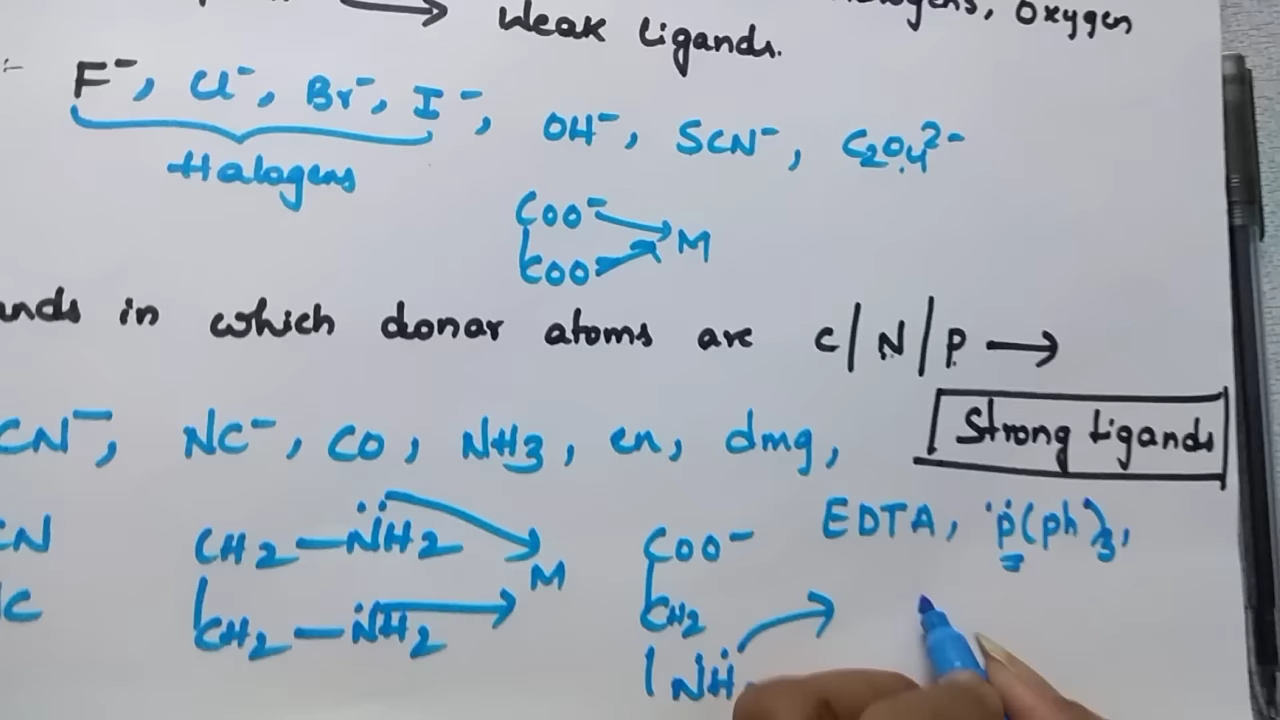 Weak Ligands. Oxygen
F⁻, Cl⁻, Br⁻, I⁻, OH⁻, SCN⁻, C₂O₄²⁻
Halogens
COO⁻
M
COO
in which donar atoms are C/N/P →
Strong Ligands
CN⁻, NC⁻, CO, NH3, en, dmg,
EDTA, P(ph)3,
CH2—NH2
M
CH2—NH2
COO⁻
CH2
NH